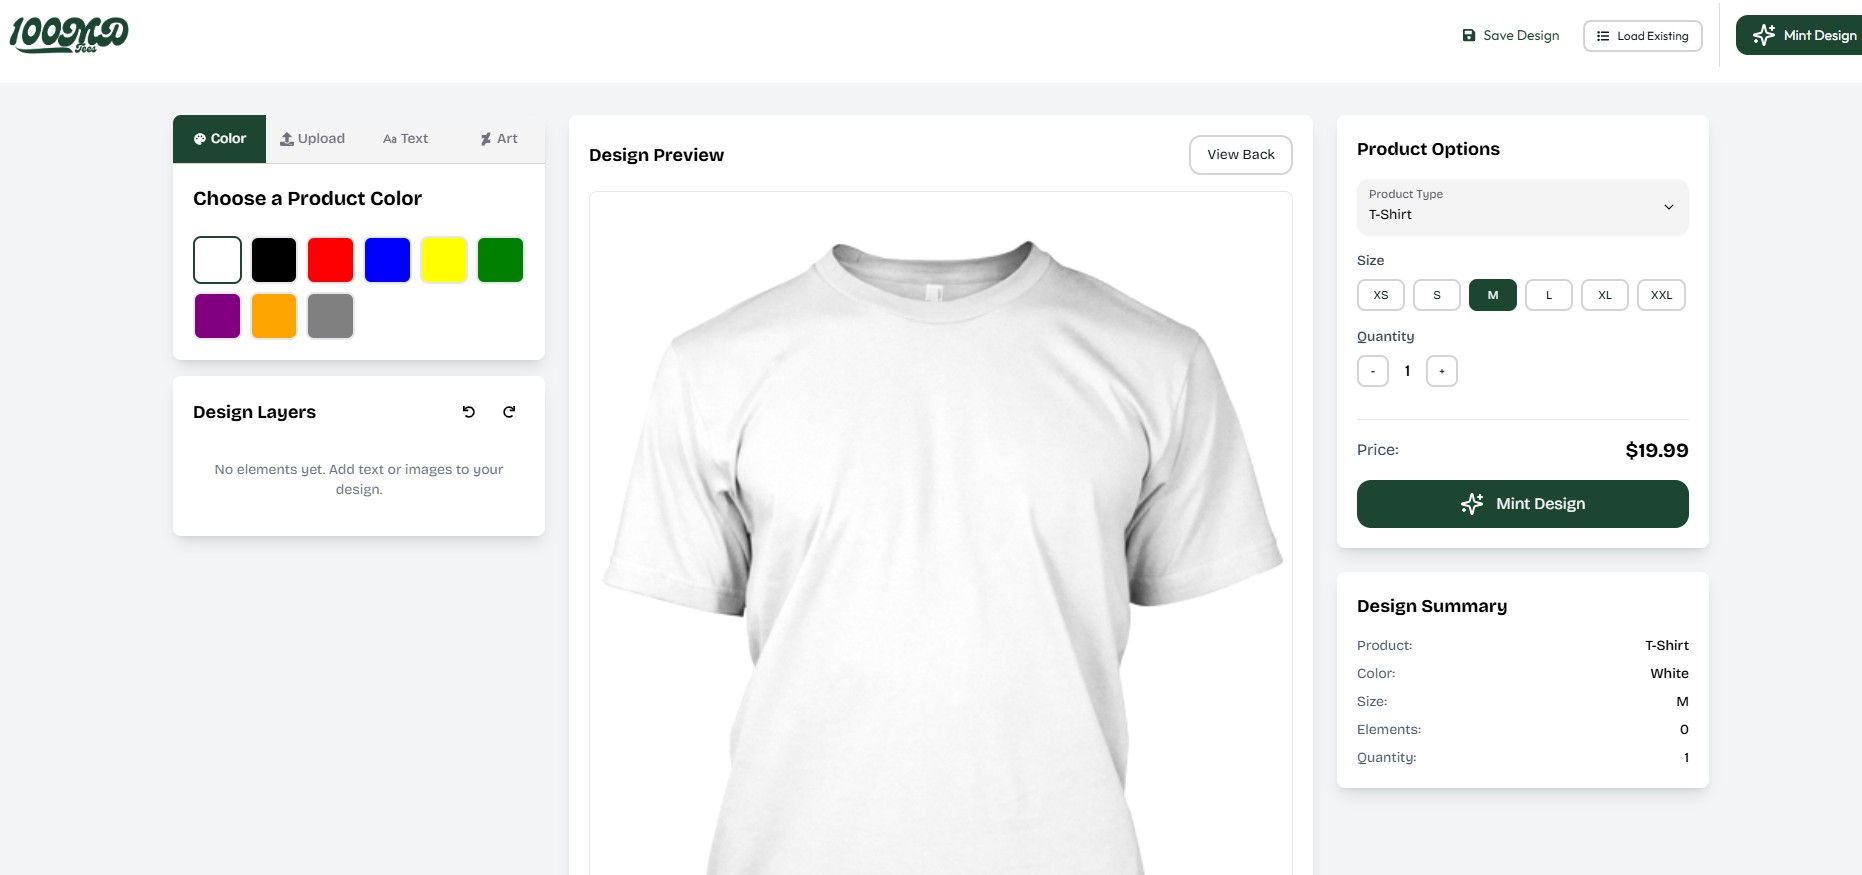 100MD
Tees
Save Design
Load Existing
Mint Design
Color
Upload
Aa Text
Art
Choose a Product Color
Design Layers
No elements yet. Add text or images to your
design.
Design Preview
View Back
Product Options
Product Type
T-Shirt
Size
XS S M L XL XXL
Quantity
- 1 +
Price: $19.99
Mint Design
Design Summary
Product: T-Shirt
Color: White
Size: M
Elements: 0
Quantity: 1